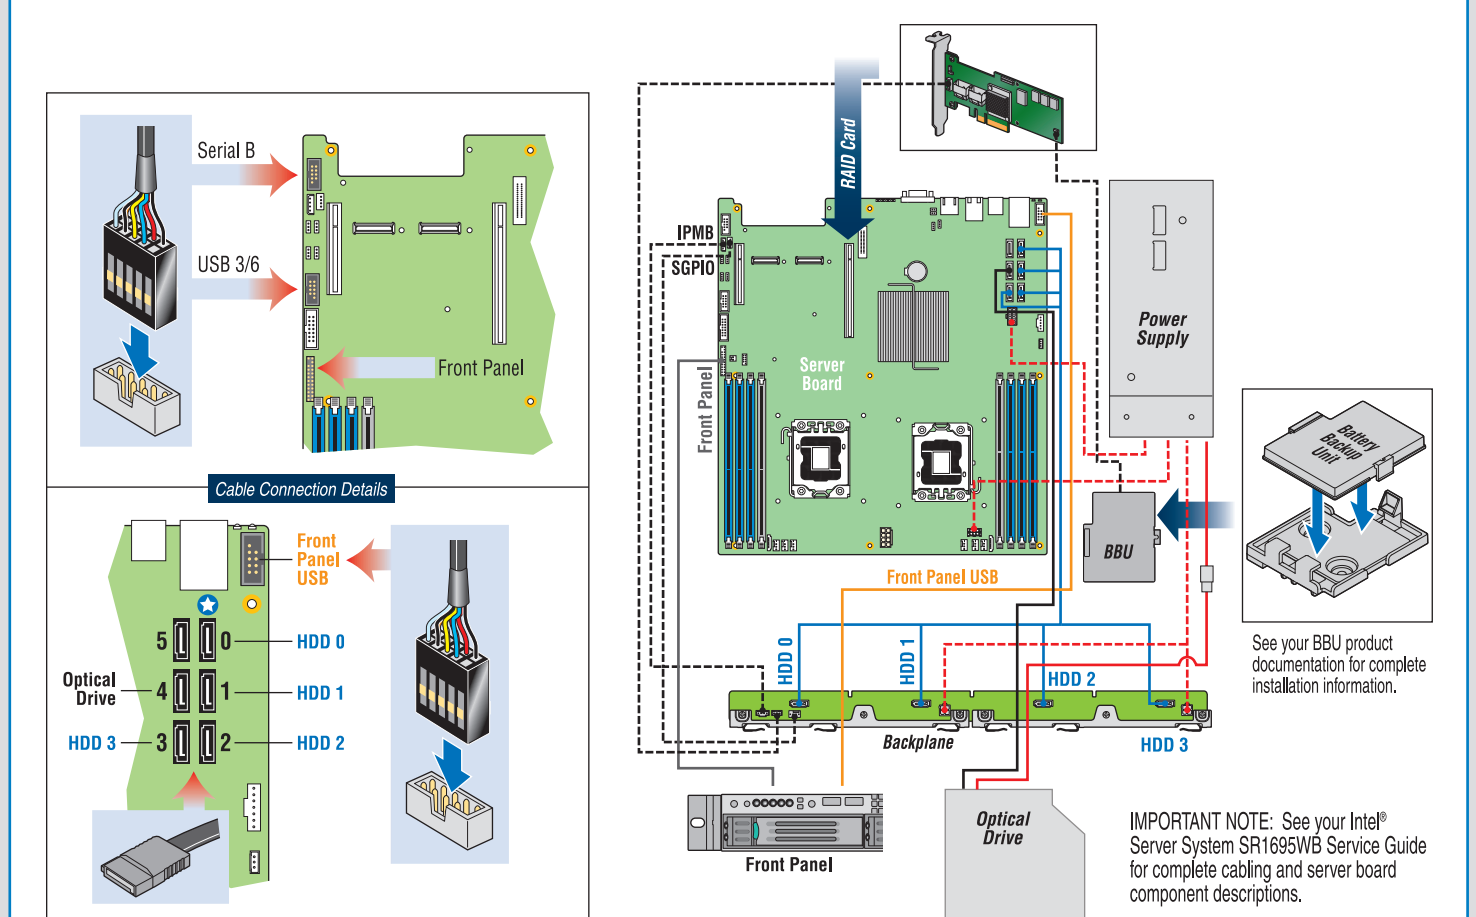 Serial B
USB 3/6
Front Panel
Cable Connection Details
Front
Panel
USB
5
0
HDD 0
Optical
Drive
4
1
HDD 1
HDD 3
3
2
HDD 2
RAID Card
IPMB
SGPIO
Server
Board
Front Panel
Power
Supply
Battery
Backup
Unit
BBU
See your BBU product
documentation for complete
installation information.
Front Panel USB
HDD 0
HDD 1
HDD 2
Backplane
HDD 3
Front Panel
Optical
Drive
IMPORTANT NOTE: See your Intel®
Server System SR1695WB Service Guide
for complete cabling and server board
component descriptions.